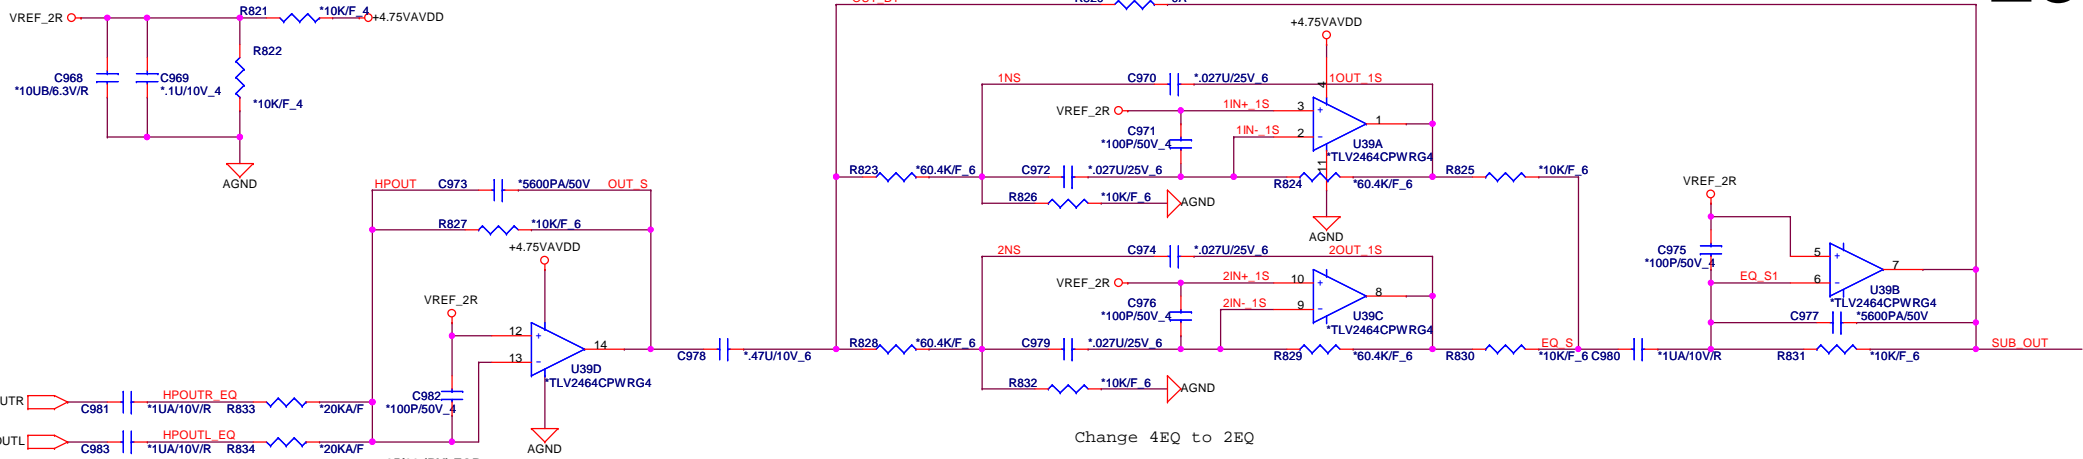 VREF_2R
R821
*10K/F_4
+4.75VAVDD
R822
*10K/F_4
C968
*10UB/6.3V/R
C969
*.1U/10V_4
AGND
HPOUT
C973
*5600PA/50V
OUT_S
R827
*10K/F_6
+4.75VAVDD
VREF_2R
12
13
14
U39D
*TLV2464CPWRG4
C982
*100P/50V_4
AGND
UTR
C981
HPOUTR_EQ
*1UA/10V/R
R833
*20KA/F
OUTL
C983
HPOUTL_EQ
*1UA/10V/R
R834
*20KA/F
C978
*.47U/10V_6
+4.75VAVDD
1NS
C970
*.027U/25V_6
4
1OUT_1S
VREF_2R
1IN+_1S
3
1IN-_1S
2
1
C971
*100P/50V_4
U39A
*TLV2464CPWRG4
11
R823
*60.4K/F_6
C972
*.027U/25V_6
R824
*60.4K/F_6
R825
*10K/F_6
R826
*10K/F_6
AGND
AGND
2NS
C974
*.027U/25V_6
2OUT_1S
VREF_2R
2IN+_1S
10
2IN-_1S
9
8
C976
*100P/50V_4
U39C
*TLV2464CPWRG4
R828
*60.4K/F_6
C979
*.027U/25V_6
R829
*60.4K/F_6
R830
*10K/F_6
EQ_S
C980
*1UA/10V/R
R832
*10K/F_6
AGND
VREF_2R
C975
*100P/50V_4
5
EQ_S1
6
7
U39B
*TLV2464CPWRG4
C977
*5600PA/50V
R831
*10K/F_6
SUB_OUT
Change 4EQ to 2EQ